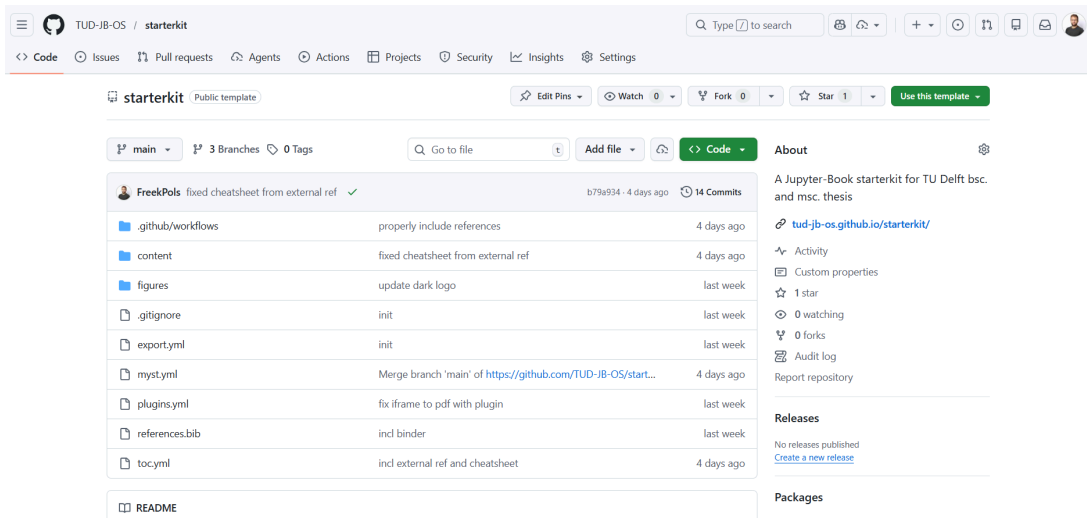 TUD-JB-OS / starterkit
Type / to search
Code Issues Pull requests Agents Actions Projects Security Insights Settings
starterkit Public template
Edit Pins Watch 0 Fork 0 Star 1 Use this template
main 3 Branches 0 Tags
Go to file t Add file Code
FreekPols fixed cheatsheet from external ref b79a934 · 4 days ago 14 Commits
.github/workflows properly include references 4 days ago
content fixed cheatsheet from external ref 4 days ago
figures update dark logo last week
.gitignore init last week
export.yml init last week
myst.yml Merge branch 'main' of https://github.com/TUD-JB-OS/start... 4 days ago
plugins.yml fix iframe to pdf with plugin last week
references.bib incl binder last week
toc.yml incl external ref and cheatsheet 4 days ago
README
About
A Jupyter-Book starterkit for TU Delft bsc.
and msc. thesis
tud-jb-os.github.io/starterkit/
Activity
Custom properties
1 star
0 watching
0 forks
Audit log
Report repository
Releases
No releases published
Create a new release
Packages